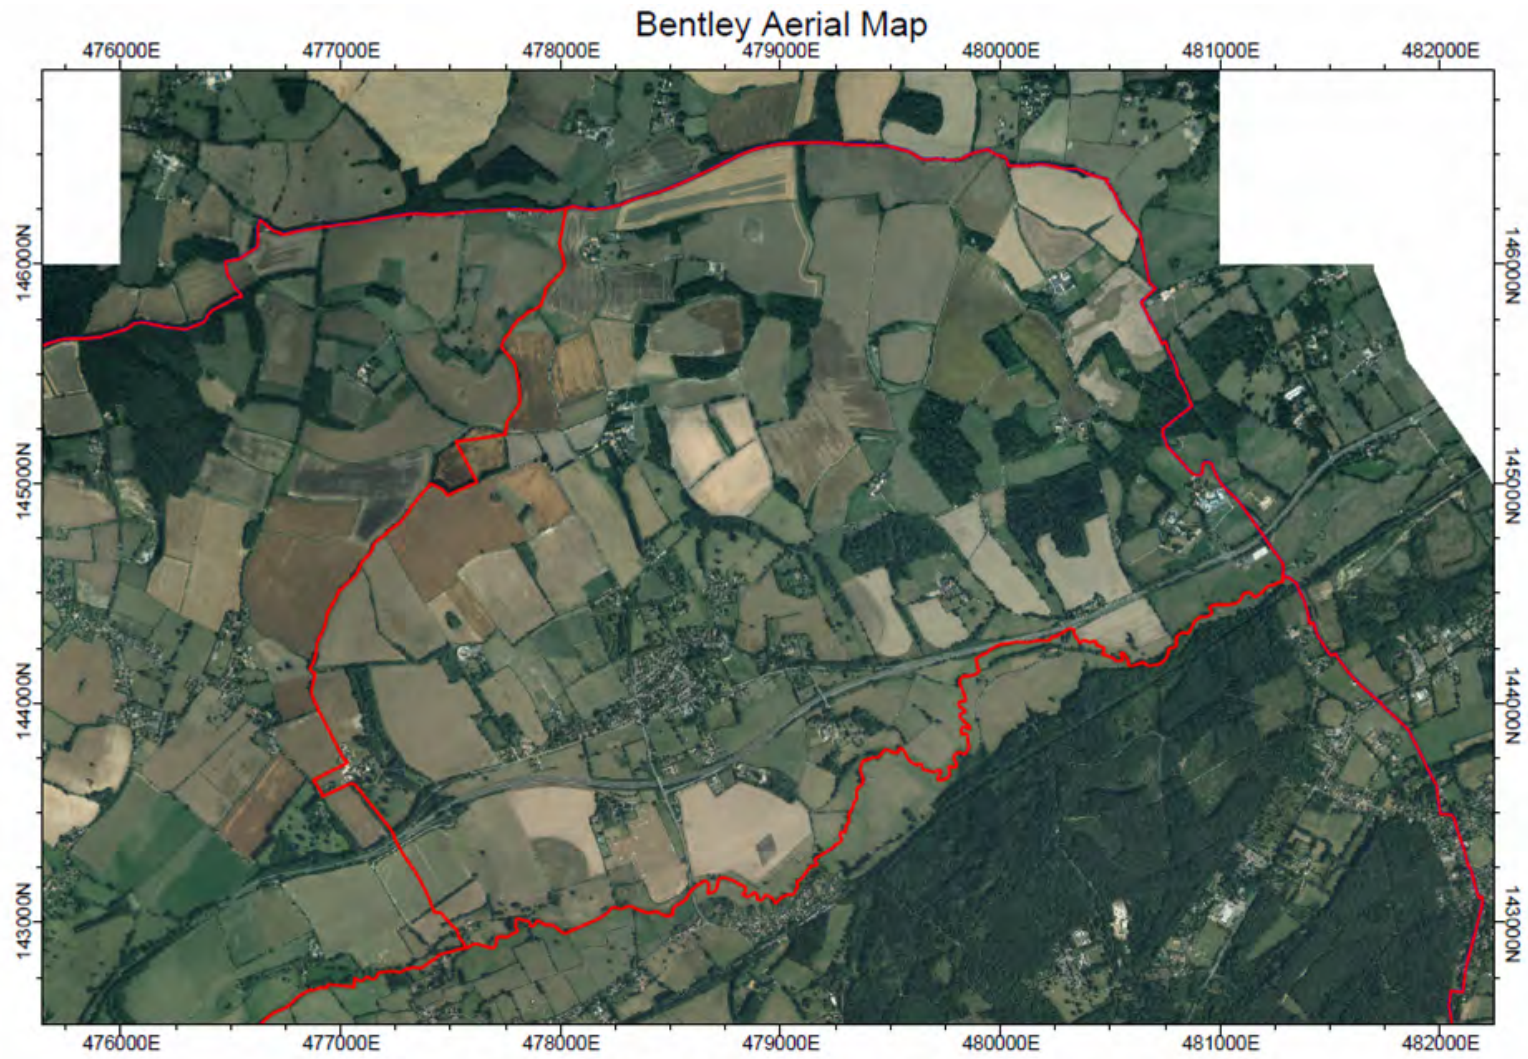 Bentley Aerial Map
476000E 477000E 478000E 479000E 480000E 481000E 482000E
146000N 146000N
145000N 145000N
144000N 144000N
143000N 143000N
476000E 477000E 478000E 479000E 480000E 481000E 482000E